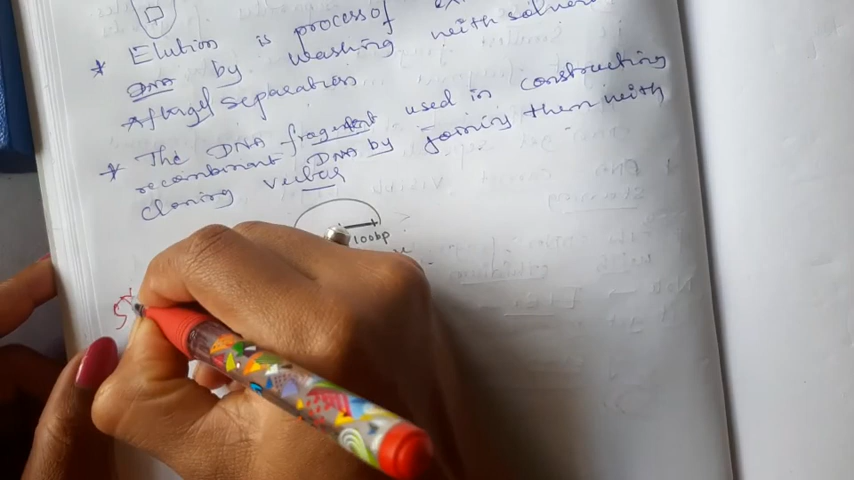 * Elution is process of
DNA by washing with solvent
After gel separation
* The DNA fragment used in constructing
recombinant DNA by joining them with
cloning vectors
100bp